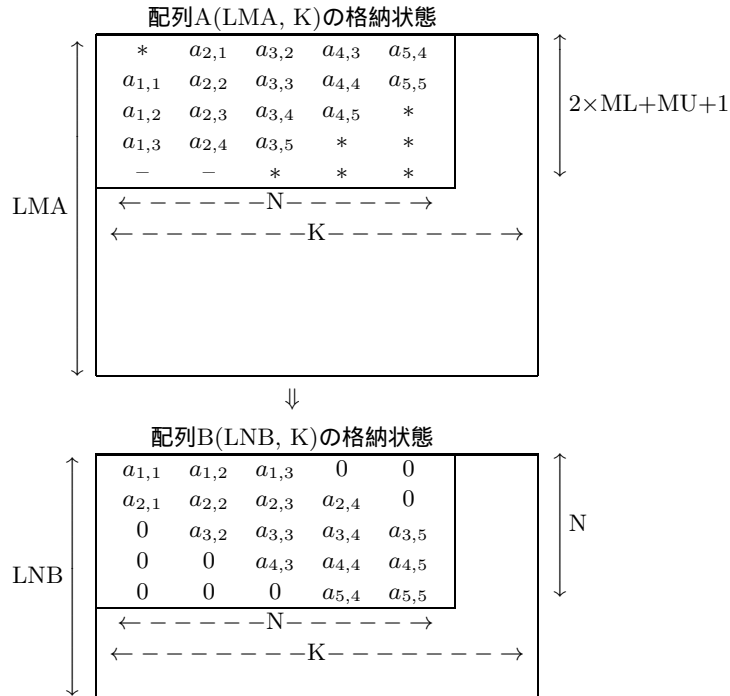 配列A(LMA, K)の格納状態
* a2,1 a3,2 a4,3 a5,4
a1,1 a2,2 a3,3 a4,4 a5,5
a1,2 a2,3 a3,4 a4,5 *
2×ML+MU+1
a1,3 a2,4 a3,5 * *
– – * * *
LMA
N
K
⇓
配列B(LNB, K)の格納状態
a1,1 a1,2 a1,3 0 0
a2,1 a2,2 a2,3 a2,4 0
0 a3,2 a3,3 a3,4 a3,5
N
0 0 a4,3 a4,4 a4,5
LNB
0 0 0 a5,4 a5,5
N
K